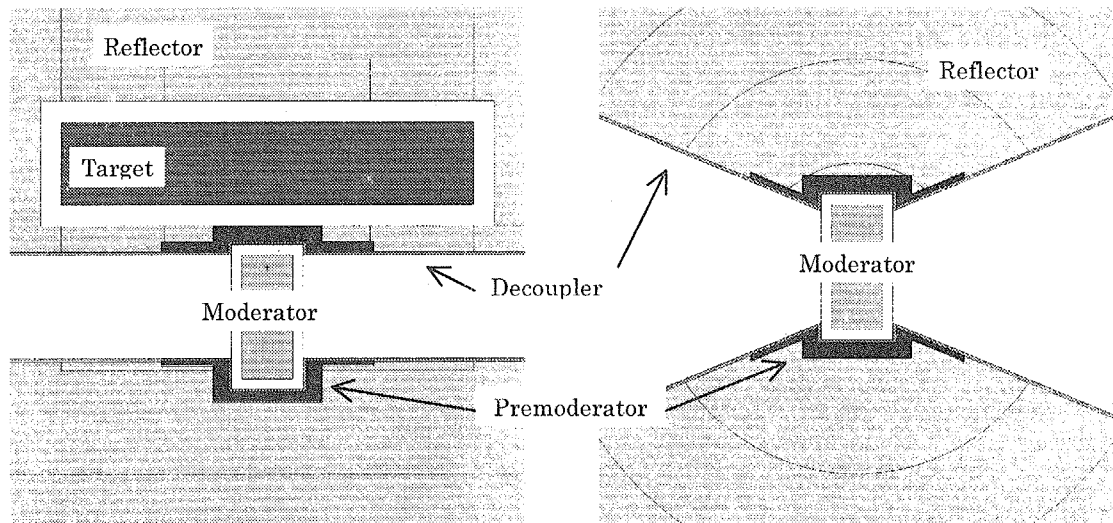 Reflector
Reflector
Target
Moderator
Moderator
Decoupler
Premoderator